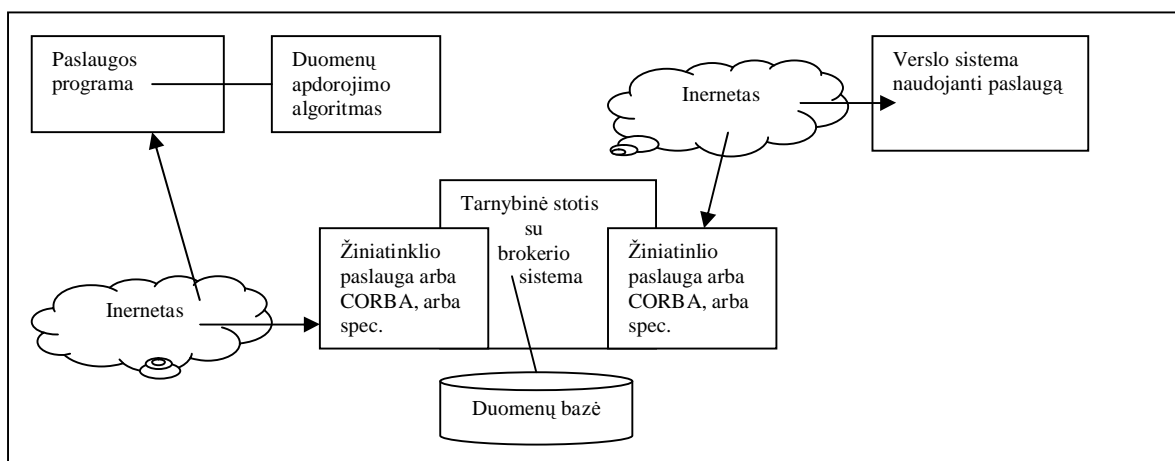 Paslaugos
programa
Duomenų
apdorojimo
algoritmas
Inernetas
Verslo sistema
naudojanti paslaugą
Tarnybinė stotis
su
brokerio
sistema
Žiniatinklio
paslauga arba
CORBA, arba
spec.
Žiniatinlio
paslauga arba
CORBA, arba
spec.
Inernetas
Duomenų bazė